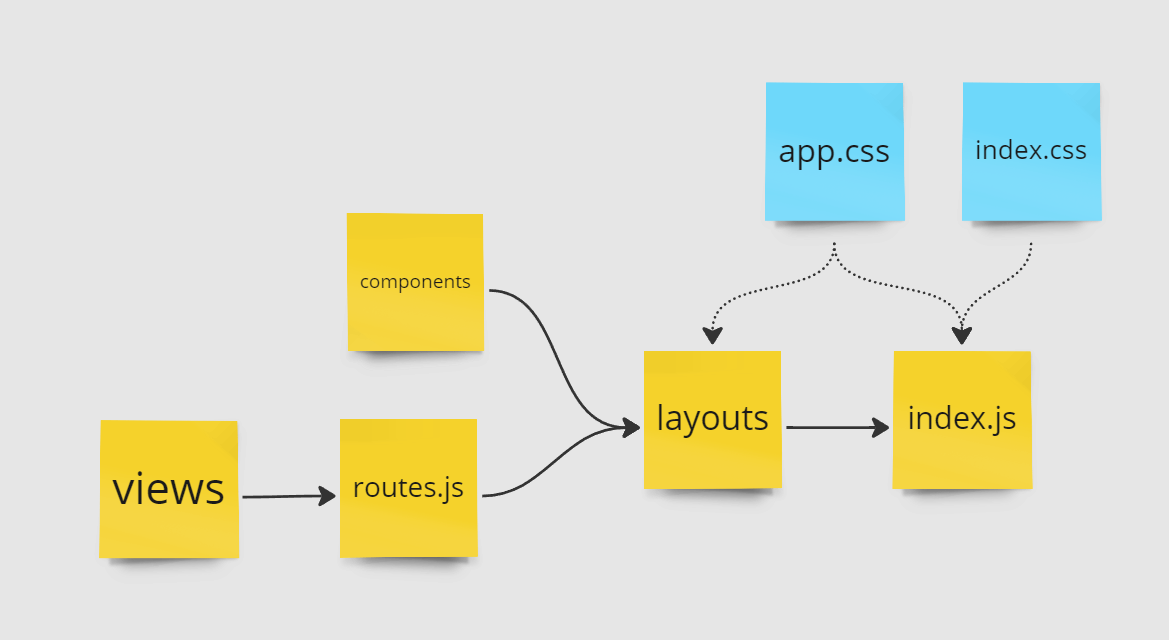 app.css
index.css
components
layouts
index.js
views
routes.js